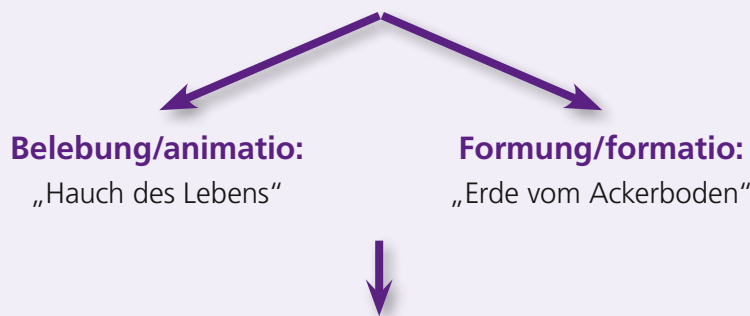 Belebung/animatio:
„Hauch des Lebens“
Formung/formatio:
„Erde vom Ackerboden“